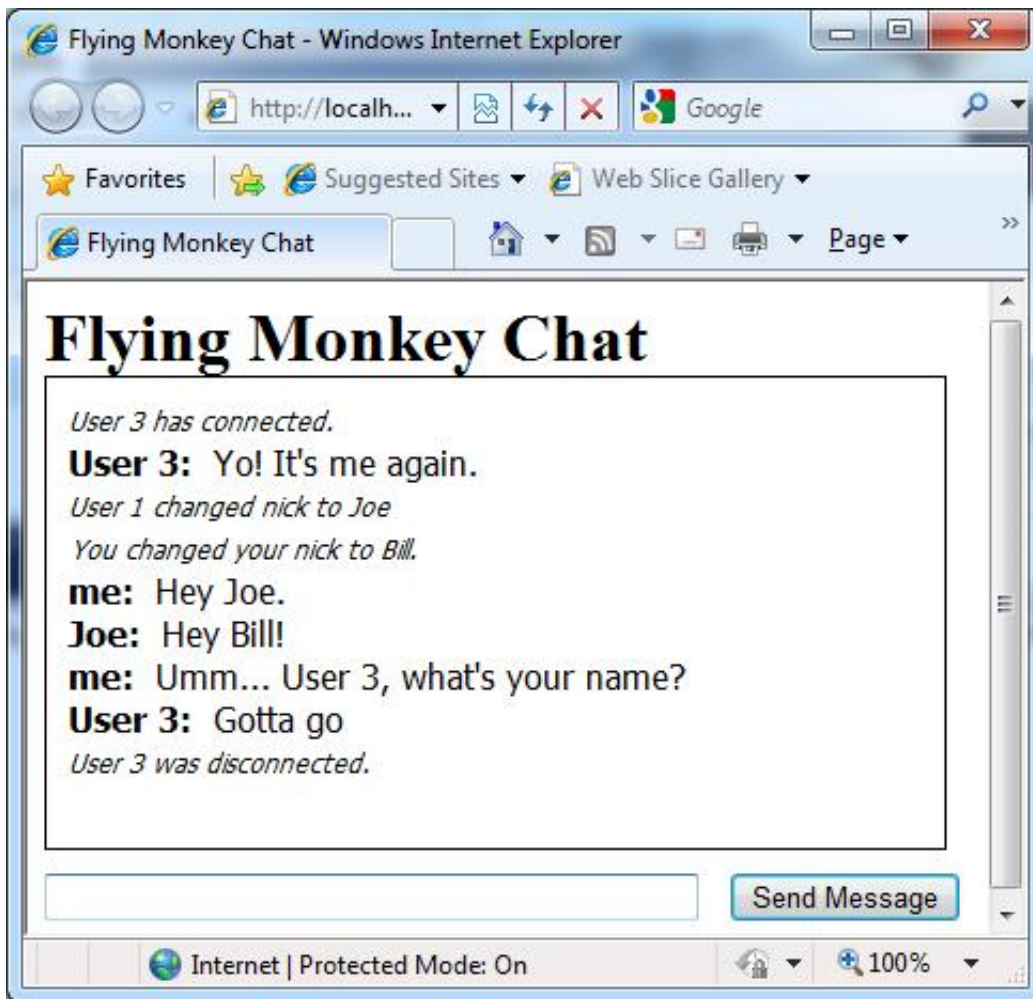 Flying Monkey Chat - Windows Internet Explorer
http://localh...
Google
Favorites
Suggested Sites
Web Slice Gallery
Flying Monkey Chat
Page
»
Flying Monkey Chat
User 3 has connected.
User 3: Yo! It's me again.
User 1 changed nick to Joe
You changed your nick to Bill.
me: Hey Joe.
Joe: Hey Bill!
me: Umm... User 3, what's your name?
User 3: Gotta go
User 3 was disconnected.
Send Message
Internet | Protected Mode: On
100%